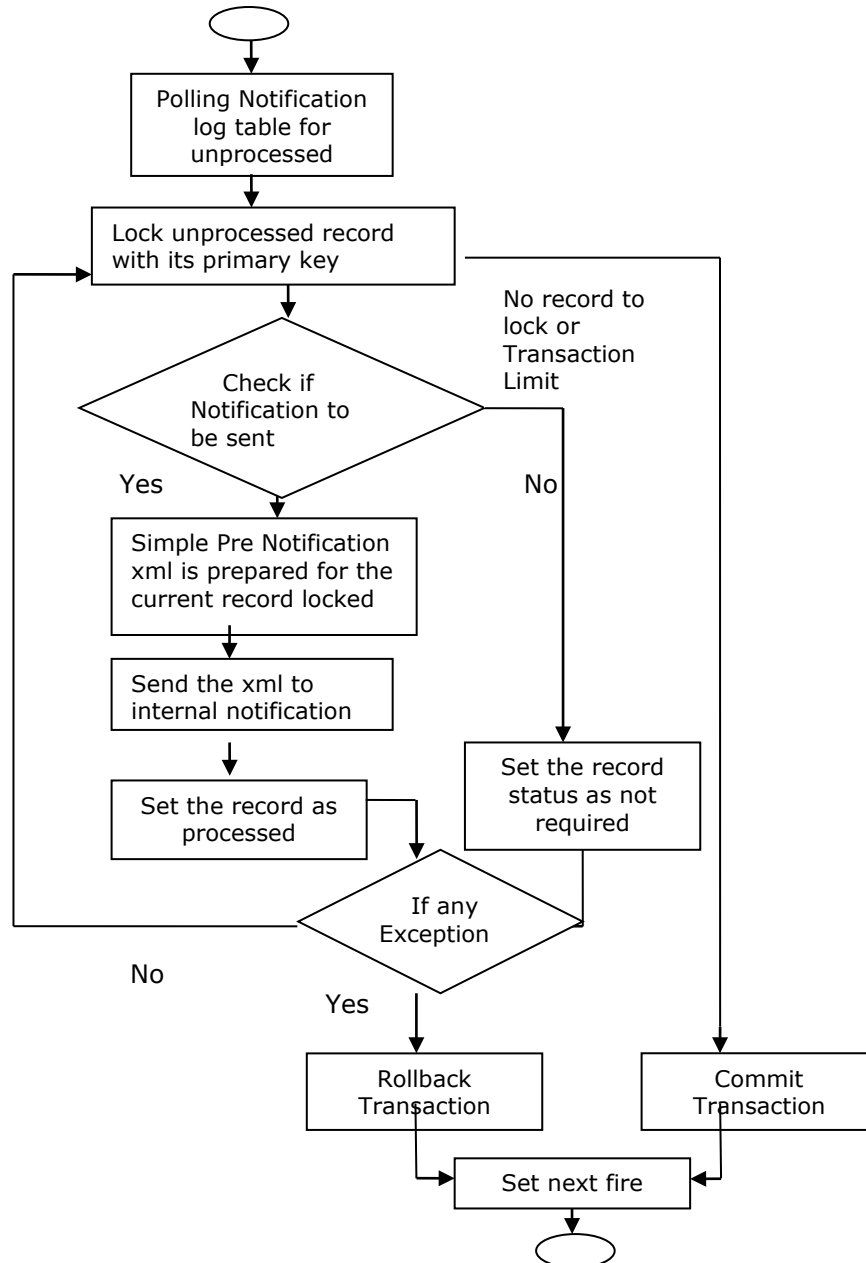 Polling Notification
log table for
unprocessed
Lock unprocessed record
with its primary key
No record to
lock or
Transaction
Limit
Check if
Notification to
be sent
Yes
No
Simple Pre Notification
xml is prepared for the
current record locked
Send the xml to
internal notification
Set the record as
processed
Set the record
status as not
required
If any
Exception
No
Yes
Rollback
Transaction
Commit
Transaction
Set next fire